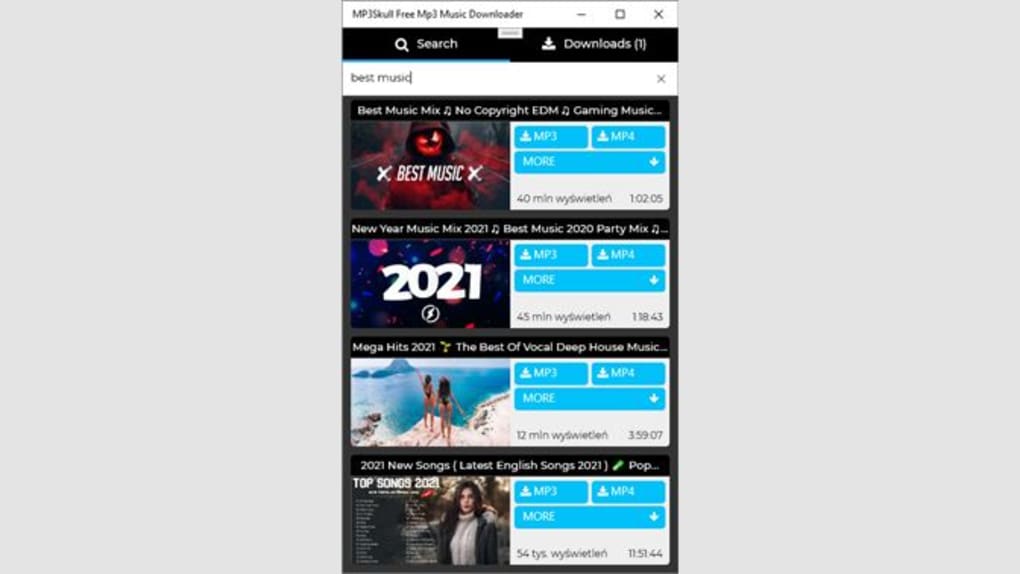 MP3Skull Free Mp3 Music Downloader
Search
Downloads (1)
best music
Best Music Mix ♫ No Copyright EDM ♫ Gaming Music...
BEST MUSIC
MP3
MP4
MORE
40 mln wyświetleń
1:02:05
New Year Music Mix 2021 ♫ Best Music 2020 Party Mix ♫...
2021
MP3
MP4
MORE
45 mln wyświetleń
1:18:43
Mega Hits 2021 🌱 The Best Of Vocal Deep House Music...
MP3
MP4
MORE
12 mln wyświetleń
3:59:07
2021 New Songs ( Latest English Songs 2021 ) 🧪 Pop...
TOP SONGS 2021
MP3
MP4
MORE
54 tys. wyświetleń
11:51:44